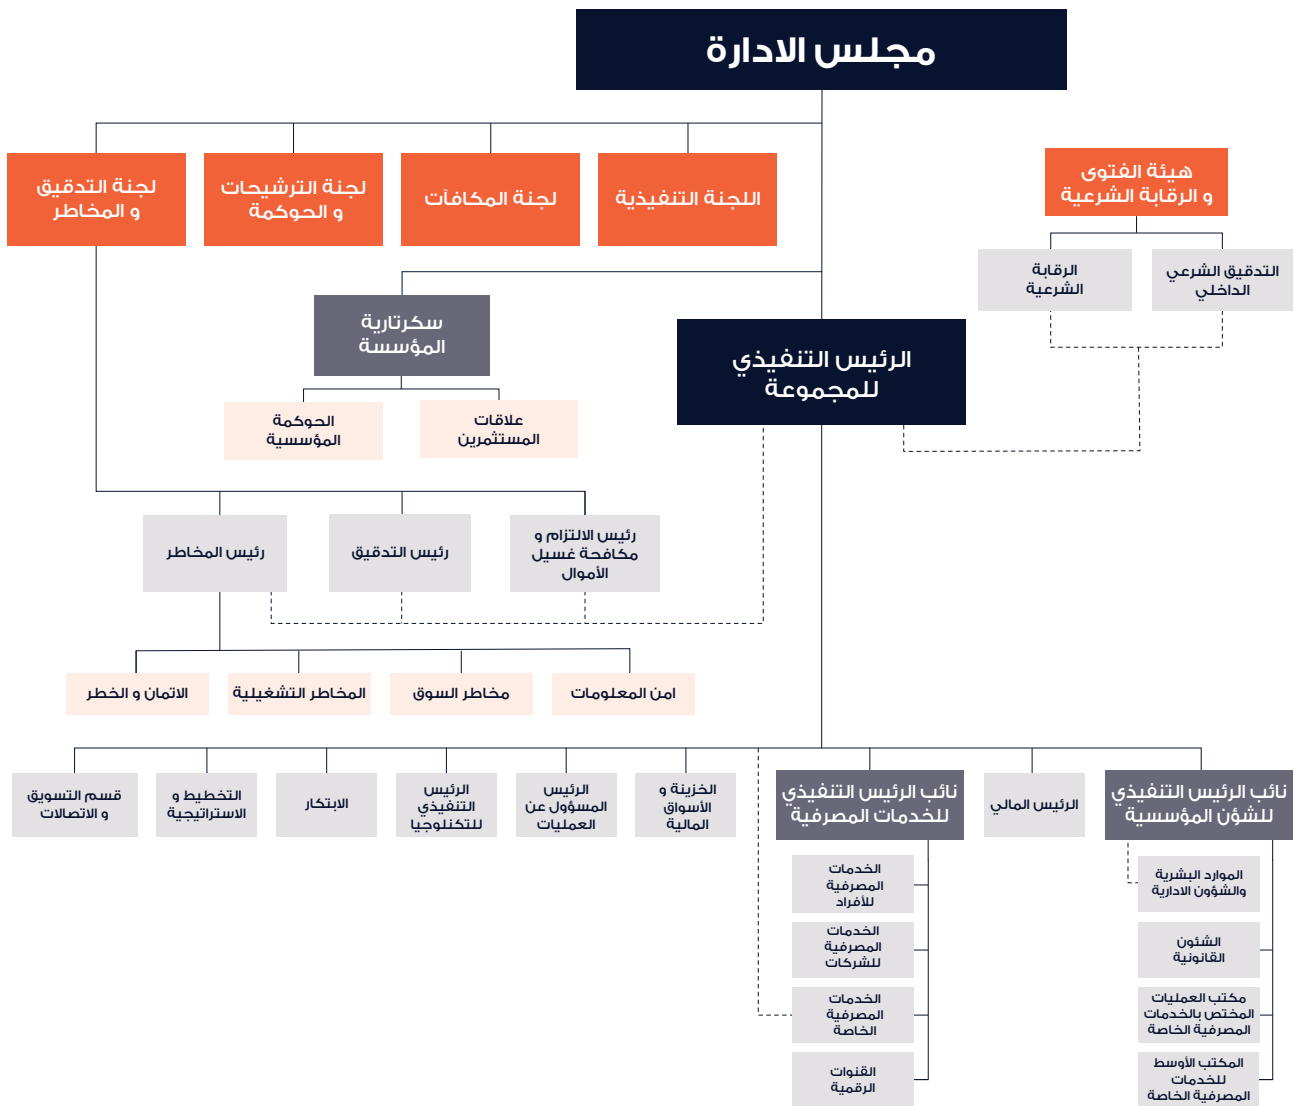 مجلس الادارة
هيئة الفتوى
و الرقابة الشرعية
اللجنة التنفيذية
لجنة المكافآت
لجنة الترشيحات
و الحوكمة
لجنة التدقيق
و المخاطر
التدقيق الشرعي
الداخلي
الرقابة
الشرعية
سكرتارية
المؤسسة
الرئيس التنفيذي
للمجموعة
علاقات
المستثمرين
الحوكمة
المؤسسية
رئيس الالتزام و
مكافحة غسيل
الأموال
رئيس التدقيق
رئيس المخاطر
امن المعلومات
مخاطر السوق
المخاطر التشغيلية
الاتمان و الخطر
نائب الرئيس التنفيذي
للشؤن المؤسسية
الرئيس المالي
نائب الرئيس التنفيذي
للخدمات المصرفية
الخزينة و
الأسواق
المالية
الرئيس
المسؤول عن
العمليات
الرئيس
التنفيذي
للتكنلوجيا
الابتكار
التخطيط و
الاستراتيجية
قسم التسويق
و الاتصالات
الموارد البشرية
والشؤون الادارية
الشئون
القانونية
مكتب العمليات
المختص بالخدمات
المصرفية الخاصة
المكتب الأوسط
للخدمات
المصرفية الخاصة
الخدمات
المصرفية
للأفراد
الخدمات
المصرفية
للشركات
الخدمات
المصرفية
الخاصة
القنوات
الرقمية